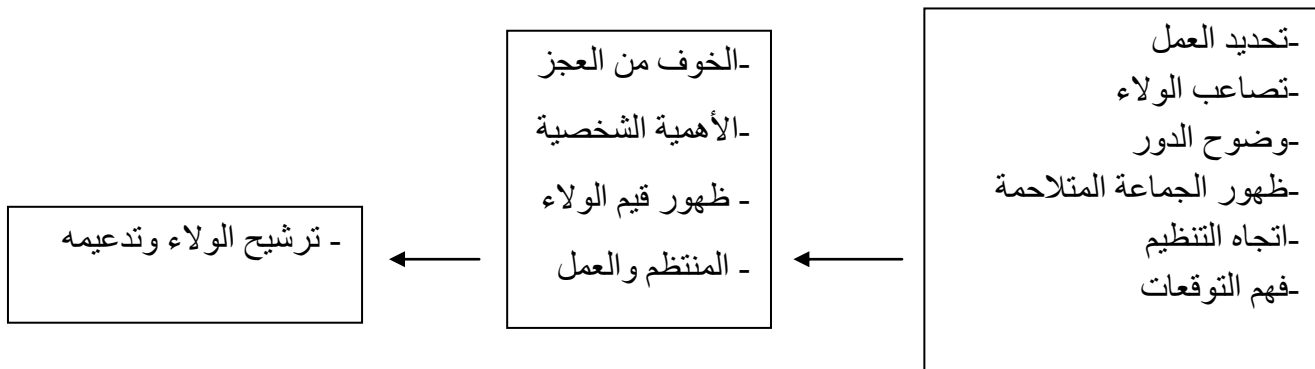 -تحديد العمل
-تصاعب الولاء
-وضوح الدور
-ظهور الجماعة المتلاحمة
-اتجاه التنظيم
-فهم التوقعات
-الخوف من العجز
-الأهمية الشخصية
- ظهور قيم الولاء
- المنتظم والعمل
- ترشيح الولاء وتدعيمه